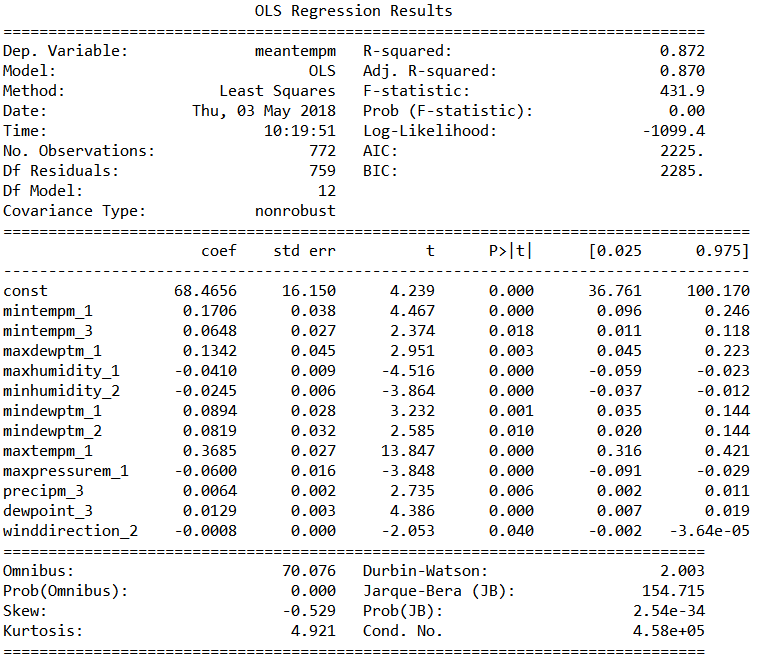 OLS Regression Results
==============================================================================
Dep. Variable:              meantempm   R-squared:                       0.872
Model:                            OLS   Adj. R-squared:                  0.870
Method:                 Least Squares   F-statistic:                     431.9
Date:                Thu, 03 May 2018   Prob (F-statistic):               0.00
Time:                        10:19:51   Log-Likelihood:                -1099.4
No. Observations:                 772   AIC:                             2225.
Df Residuals:                     759   BIC:                             2285.
Df Model:                          12
Covariance Type:            nonrobust
===================================================================================
                      coef    std err          t      P>|t|      [0.025      0.975]
-----------------------------------------------------------------------------------
const              68.4656     16.150      4.239      0.000      36.761     100.170
mintempm_1          0.1706      0.038      4.467      0.000       0.096       0.246
mintempm_3          0.0648      0.027      2.374      0.018       0.011       0.118
maxdewptm_1         0.1342      0.045      2.951      0.003       0.045       0.223
maxhumidity_1      -0.0410      0.009     -4.516      0.000      -0.059      -0.023
minhumidity_2      -0.0245      0.006     -3.864      0.000      -0.037      -0.012
mindewptm_1         0.0894      0.028      3.232      0.001       0.035       0.144
mindewptm_2         0.0819      0.032      2.585      0.010       0.020       0.144
maxtempm_1          0.3685      0.027     13.847      0.000       0.316       0.421
maxpressurem_1     -0.0600      0.016     -3.848      0.000      -0.091      -0.029
precipm_3           0.0064      0.002      2.735      0.006       0.002       0.011
dewpoint_3          0.0129      0.003      4.386      0.000       0.007       0.019
winddirection_2    -0.0008      0.000     -2.053      0.040      -0.002   -3.64e-05
==============================================================================
Omnibus:                       70.076   Durbin-Watson:                   2.003
Prob(Omnibus):                  0.000   Jarque-Bera (JB):              154.715
Skew:                          -0.529   Prob(JB):                     2.54e-34
Kurtosis:                       4.921   Cond. No.                     4.58e+05
==============================================================================